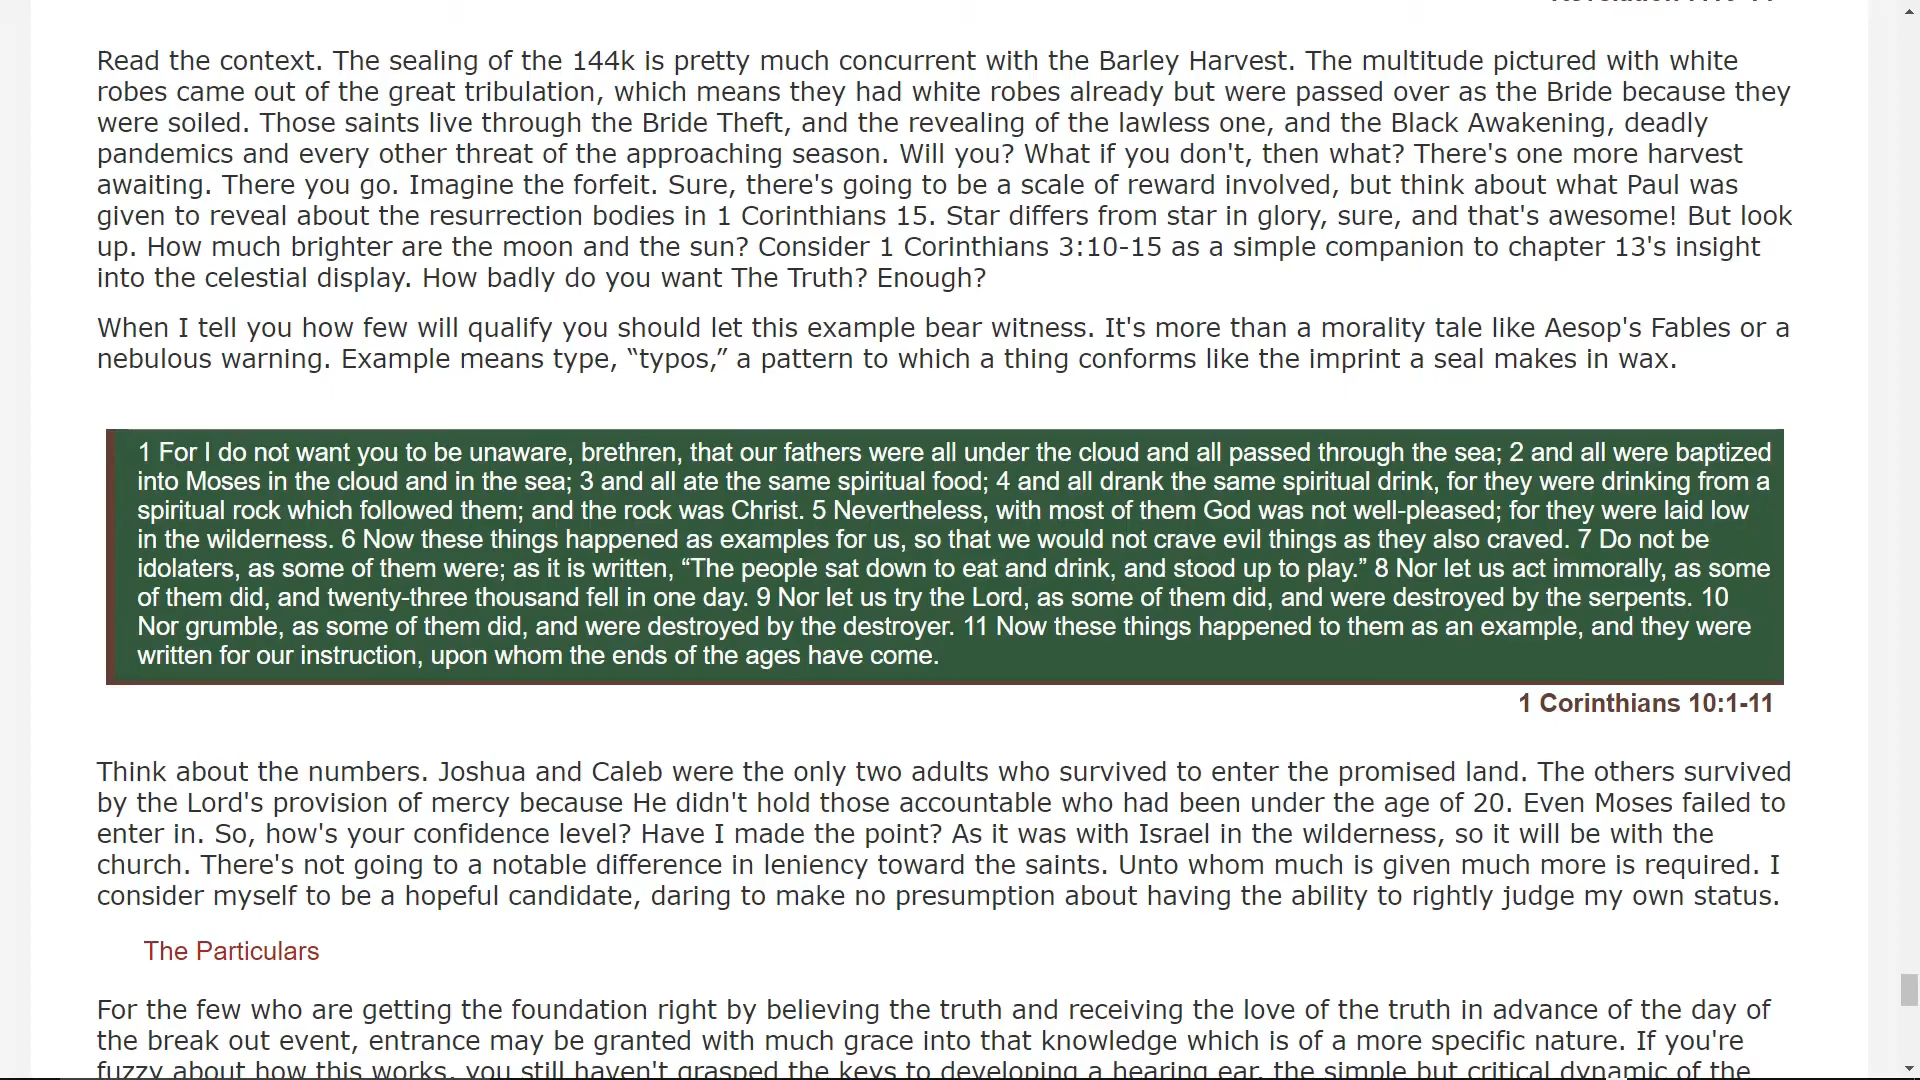 Read the context. The sealing of the 144k is pretty much concurrent with the Barley Harvest. The multitude pictured with white
robes came out of the great tribulation, which means they had white robes already but were passed over as the Bride because they
were soiled. Those saints live through the Bride Theft, and the revealing of the lawless one, and the Black Awakening, deadly
pandemics and every other threat of the approaching season. Will you? What if you don't, then what? There's one more harvest
awaiting. There you go. Imagine the forfeit. Sure, there's going to be a scale of reward involved, but think about what Paul was
given to reveal about the resurrection bodies in 1 Corinthians 15. Star differs from star in glory, sure, and that's awesome! But look
up. How much brighter are the moon and the sun? Consider 1 Corinthians 3:10-15 as a simple companion to chapter 13's insight
into the celestial display. How badly do you want The Truth? Enough?
When I tell you how few will qualify you should let this example bear witness. It's more than a morality tale like Aesop's Fables or a
nebulous warning. Example means type, “typos,” a pattern to which a thing conforms like the imprint a seal makes in wax.
1 For I do not want you to be unaware, brethren, that our fathers were all under the cloud and all passed through the sea; 2 and all were baptized
into Moses in the cloud and in the sea; 3 and all ate the same spiritual food; 4 and all drank the same spiritual drink, for they were drinking from a
spiritual rock which followed them; and the rock was Christ. 5 Nevertheless, with most of them God was not well-pleased; for they were laid low
in the wilderness. 6 Now these things happened as examples for us, so that we would not crave evil things as they also craved. 7 Do not be
idolaters, as some of them were; as it is written, “The people sat down to eat and drink, and stood up to play.” 8 Nor let us act immorally, as some
of them did, and twenty-three thousand fell in one day. 9 Nor let us try the Lord, as some of them did, and were destroyed by the serpents. 10
Nor grumble, as some of them did, and were destroyed by the destroyer. 11 Now these things happened to them as an example, and they were
written for our instruction, upon whom the ends of the ages have come.
1 Corinthians 10:1-11
Think about the numbers. Joshua and Caleb were the only two adults who survived to enter the promised land. The others survived
by the Lord's provision of mercy because He didn't hold those accountable who had been under the age of 20. Even Moses failed to
enter in. So, how's your confidence level? Have I made the point? As it was with Israel in the wilderness, so it will be with the
church. There's not going to a notable difference in leniency toward the saints. Unto whom much is given much more is required. I
consider myself to be a hopeful candidate, daring to make no presumption about having the ability to rightly judge my own status.
The Particulars
For the few who are getting the foundation right by believing the truth and receiving the love of the truth in advance of the day of
the break out event, entrance may be granted with much grace into that knowledge which is of a more specific nature. If you're
fuzzy about how this works, you still haven't grasped the keys to developing a hearing ear, the simple but critical dynamic of the